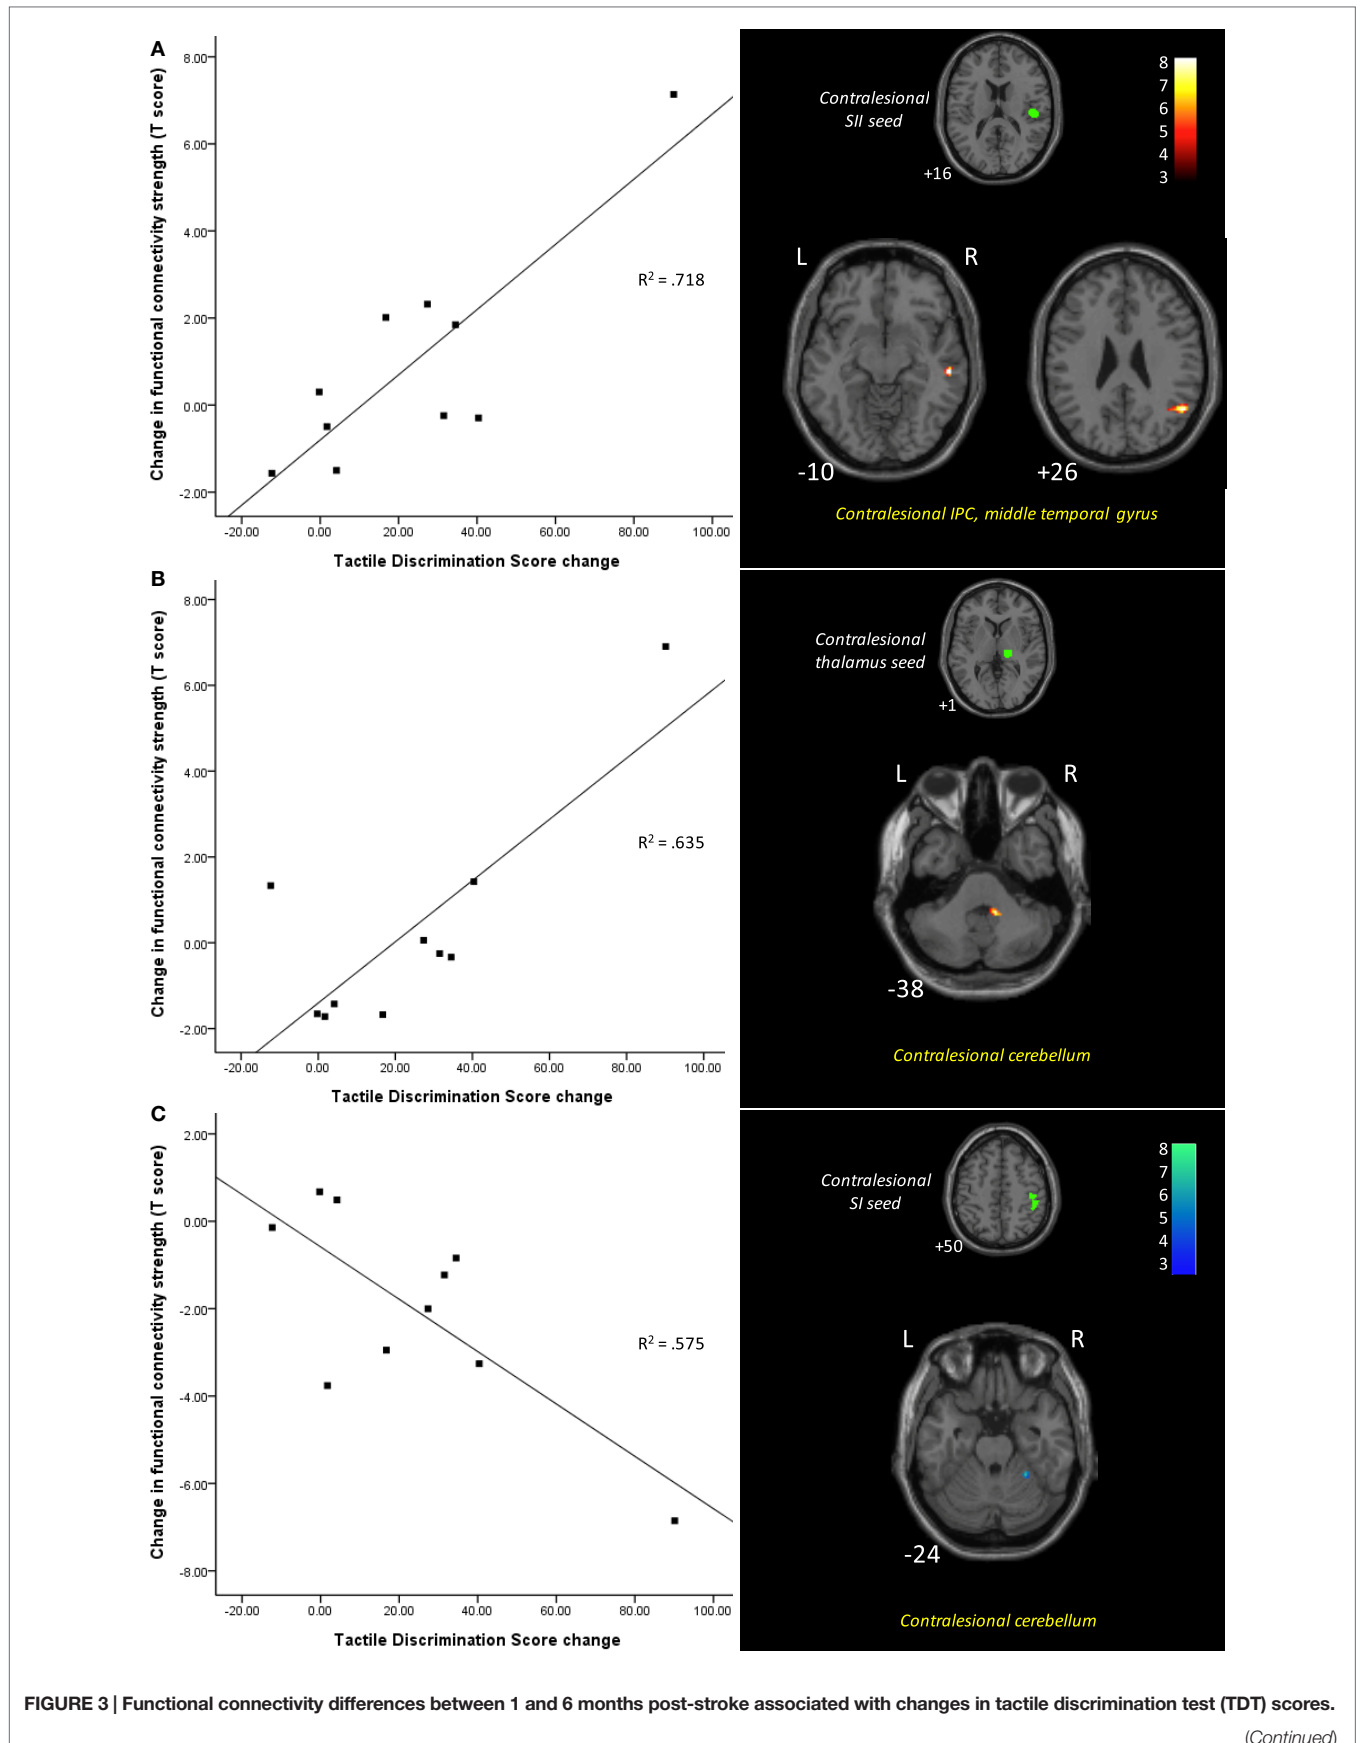 A
Change in functional connectivity strength (T score)
8.00
6.00
4.00
2.00
0.00
-2.00
R² = .718
-20.00 0.00 20.00 40.00 60.00 80.00 100.00
Tactile Discrimination Score change
Contralesional
SII seed
+16
8
7
6
5
4
3
L R
-10 +26
Contralesional IPC, middle temporal gyrus
B
Change in functional connectivity strength (T score)
8.00
6.00
4.00
2.00
0.00
-2.00
R² = .635
-20.00 0.00 20.00 40.00 60.00 80.00 100.00
Tactile Discrimination Score change
Contralesional
thalamus seed
+1
L R
-38
Contralesional cerebellum
C
Change in functional connectivity strength (T score)
2.00
0.00
-2.00
-4.00
-6.00
-8.00
R² = .575
-20.00 0.00 20.00 40.00 60.00 80.00 100.00
Tactile Discrimination Score change
Contralesional
SI seed
+50
8
7
6
5
4
3
L R
-24
Contralesional cerebellum
FIGURE 3 | Functional connectivity differences between 1 and 6 months post-stroke associated with changes in tactile discrimination test (TDT) scores.
(Continued)